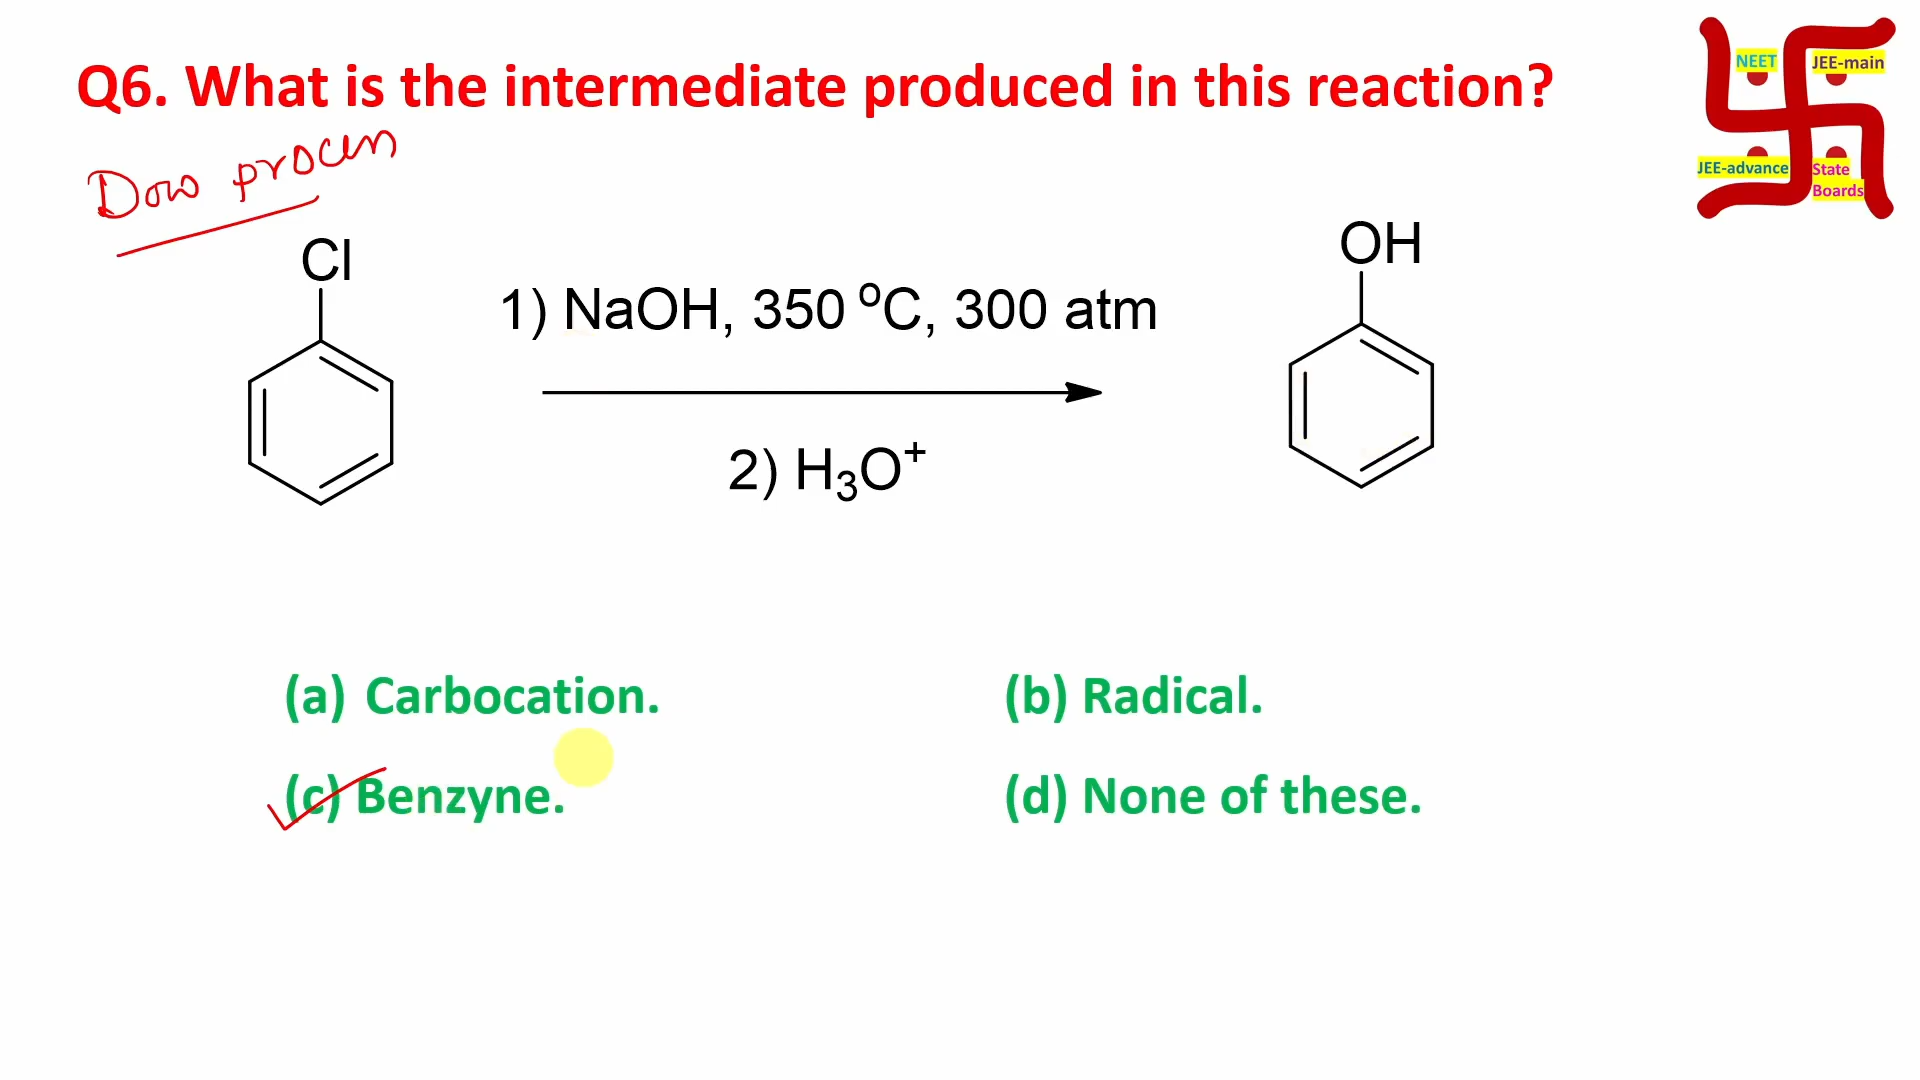 Q6. What is the intermediate produced in this reaction?
NEET
JEE-main
JEE-advance
State
Boards
Dow process
Cl
1) NaOH, 350 °C, 300 atm
2) H₃O⁺
OH
(a) Carbocation.
(b) Radical.
(c) Benzyne.
(d) None of these.